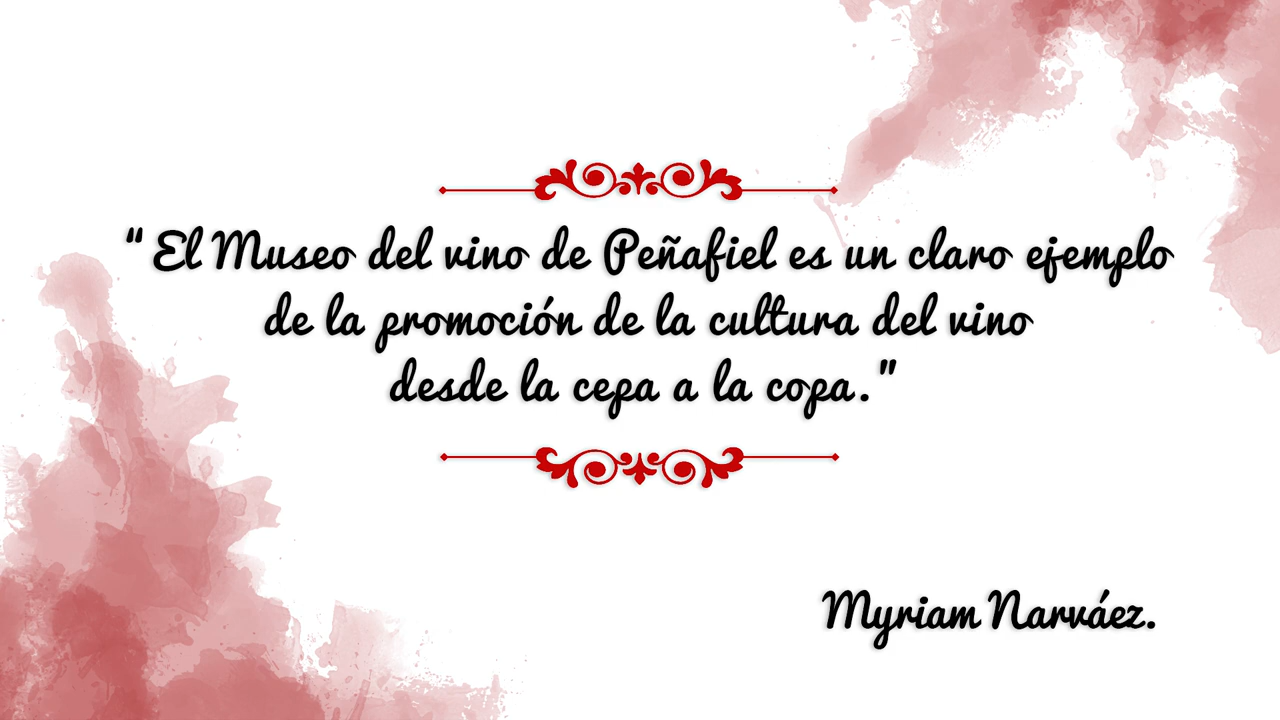 “ El Museo del vino de Peñafiel es un claro ejemplo
de la promoción de la cultura del vino
desde la cepa a la copa.”
Myriam Narváez.